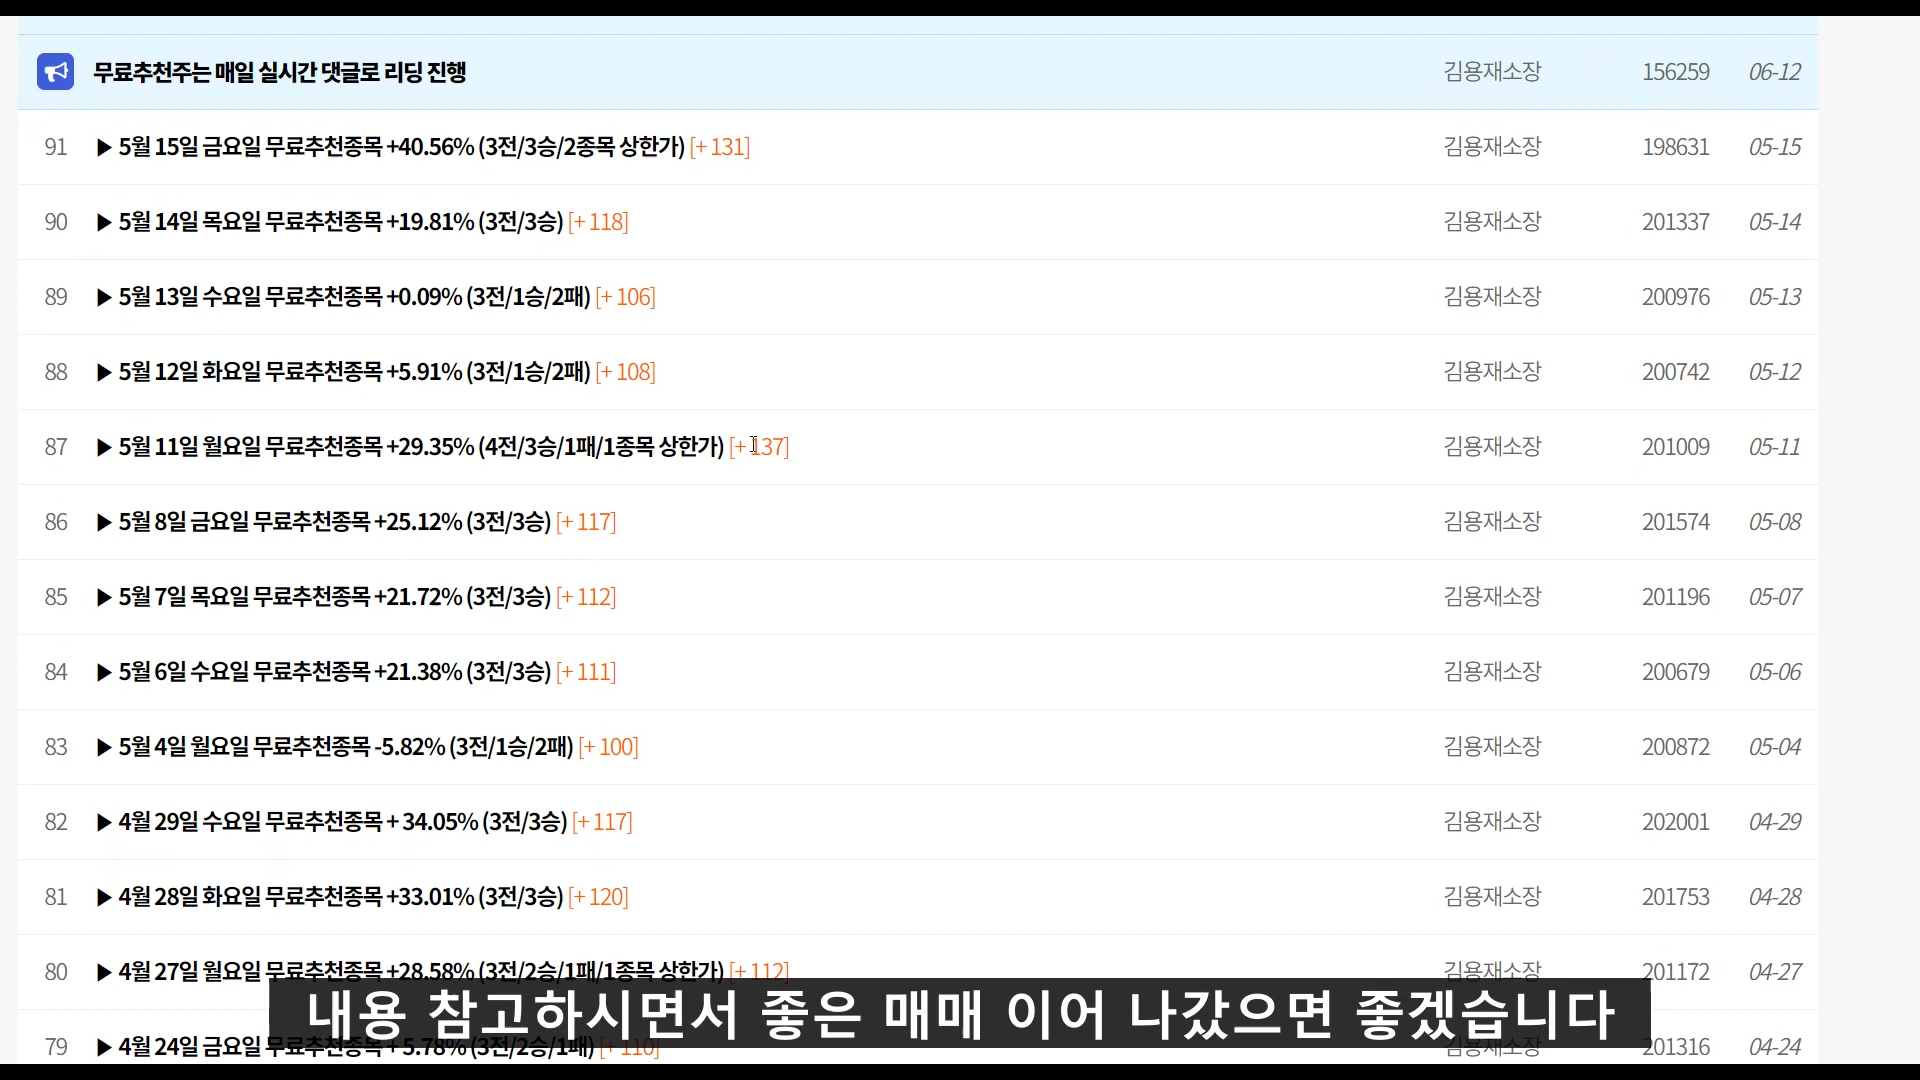 무료추천주는 매일 실시간 댓글로 리딩 진행 김용재소장 156259 06-12
91 ▶ 5월 15일 금요일 무료추천종목 +40.56% (3전/3승/2종목 상한가) [+ 131] 김용재소장 198631 05-15
90 ▶ 5월 14일 목요일 무료추천종목 +19.81% (3전/3승) [+ 118] 김용재소장 201337 05-14
89 ▶ 5월 13일 수요일 무료추천종목 +0.09% (3전/1승/2패) [+ 106] 김용재소장 200976 05-13
88 ▶ 5월 12일 화요일 무료추천종목 +5.91% (3전/1승/2패) [+ 108] 김용재소장 200742 05-12
87 ▶ 5월 11일 월요일 무료추천종목 +29.35% (4전/3승/1패/1종목 상한가) [+ 137] 김용재소장 201009 05-11
86 ▶ 5월 8일 금요일 무료추천종목 +25.12% (3전/3승) [+ 117] 김용재소장 201574 05-08
85 ▶ 5월 7일 목요일 무료추천종목 +21.72% (3전/3승) [+ 112] 김용재소장 201196 05-07
84 ▶ 5월 6일 수요일 무료추천종목 +21.38% (3전/3승) [+ 111] 김용재소장 200679 05-06
83 ▶ 5월 4일 월요일 무료추천종목 -5.82% (3전/1승/2패) [+ 100] 김용재소장 200872 05-04
82 ▶ 4월 29일 수요일 무료추천종목 + 34.05% (3전/3승) [+ 117] 김용재소장 202001 04-29
81 ▶ 4월 28일 화요일 무료추천종목 +33.01% (3전/3승) [+ 120] 김용재소장 201753 04-28
80 ▶ 4월 27일 월요일 무료추천종목 +28.58% (3전/2승/1패/1종목 상한가) [+ 112] 김용재소장 201172 04-27
내용 참고하시면서 좋은 매매 이어 나갔으면 좋겠습니다
79 ▶ 4월 24일 금요일 무료추천종목 + 5.78% (3전/2승/1패) [+ 110] 김용재소장 201316 04-24